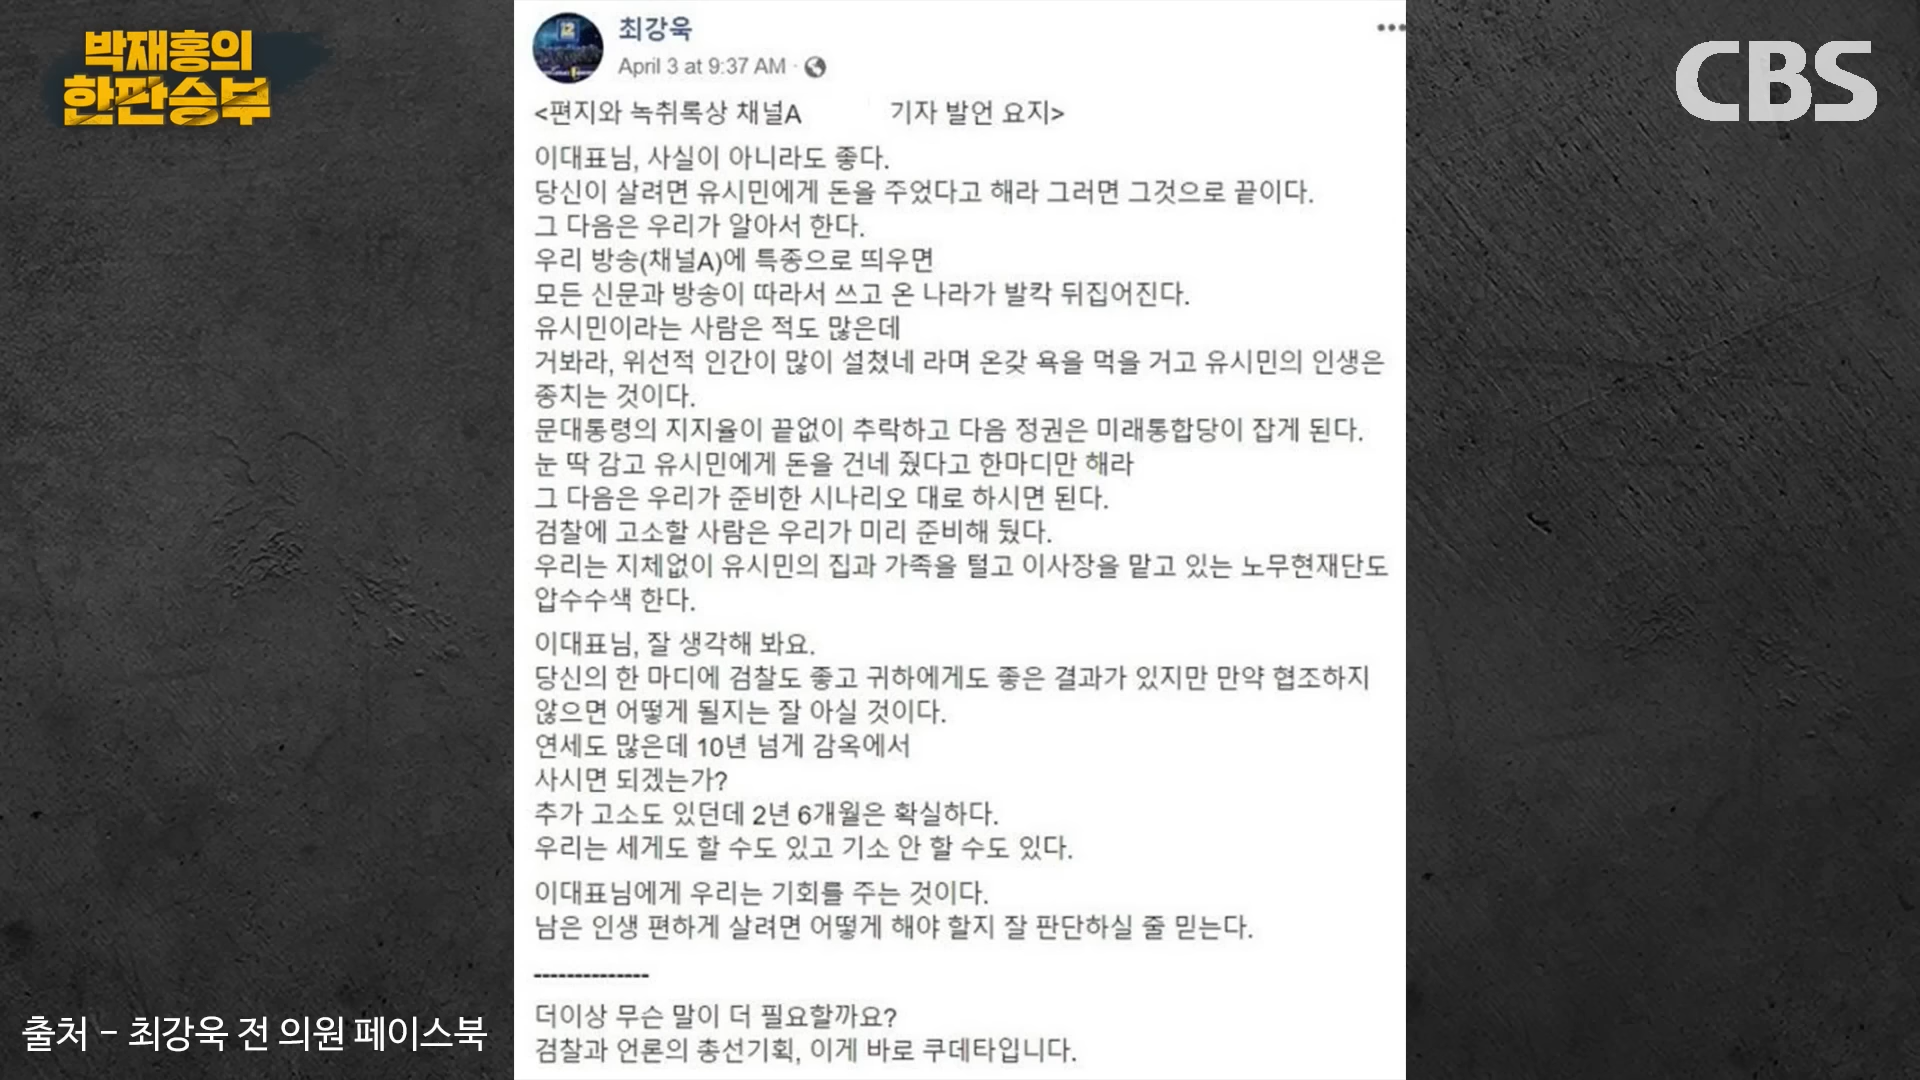 박재홍의
한판승부
CBS
최강욱
April 3 at 9:37 AM ·
<편지와 녹취록상 채널A 기자 발언 요지>
이대표님, 사실이 아니라도 좋다.
당신이 살려면 유시민에게 돈을 주었다고 해라 그러면 그것으로 끝이다.
그 다음은 우리가 알아서 한다.
우리 방송(채널A)에 특종으로 띄우면
모든 신문과 방송이 따라서 쓰고 온 나라가 발칵 뒤집어진다.
유시민이라는 사람은 적도 많은데
거봐라, 위선적 인간이 많이 설쳤네 라며 온갖 욕을 먹을 거고 유시민의 인생은
종치는 것이다.
문대통령의 지지율이 끝없이 추락하고 다음 정권은 미래통합당이 잡게 된다.
눈 딱 감고 유시민에게 돈을 건네 줬다고 한마디만 해라
그 다음은 우리가 준비한 시나리오 대로 하시면 된다.
검찰에 고소할 사람은 우리가 미리 준비해 뒀다.
우리는 지체없이 유시민의 집과 가족을 털고 이사장을 맡고 있는 노무현재단도
압수수색 한다.
이대표님, 잘 생각해 봐요.
당신의 한 마디에 검찰도 좋고 귀하에게도 좋은 결과가 있지만 만약 협조하지
않으면 어떻게 될지는 잘 아실 것이다.
연세도 많은데 10년 넘게 감옥에서
사시면 되겠는가?
추가 고소도 있던데 2년 6개월은 확실하다.
우리는 세게도 할 수도 있고 기소 안 할 수도 있다.
이대표님에게 우리는 기회를 주는 것이다.
남은 인생 편하게 살려면 어떻게 해야 할지 잘 판단하실 줄 믿는다.
--------------
더이상 무슨 말이 더 필요할까요?
검찰과 언론의 총선기획, 이게 바로 쿠데타입니다.
출처 - 최강욱 전 의원 페이스북